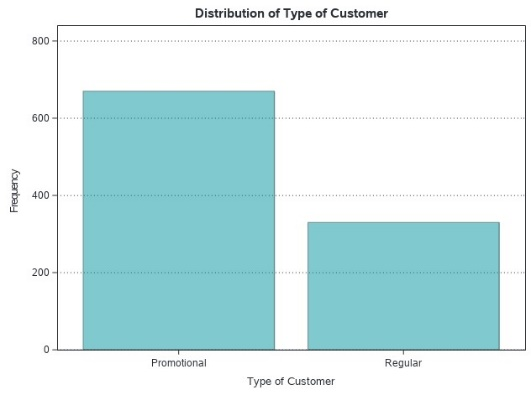 Distribution of Type of Customer
800
600
400
200
0
Frequency
Promotional Regular
Type of Customer